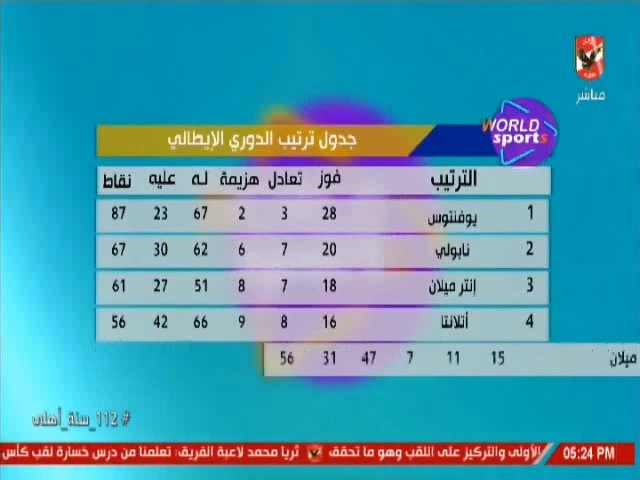 مباشر
WORLD
sports
جدول ترتيب الدوري الإيطالي
الترتيب فوز تعادل هزيمة له عليه نقاط
1 يوفنتوس 28 3 2 67 23 87
2 نابولي 20 7 6 62 30 67
3 إنتر ميلان 18 7 8 51 27 61
4 أتلانتا 16 8 9 66 42 56
ميلان 15 11 7 47 31 56
#112_سنة_أهلى
05:24 PM الأولى والتركيز على اللقب وهو ما تحقق ثريا محمد لاعبة الفريق: تعلمنا من درس خسارة لقب كأس